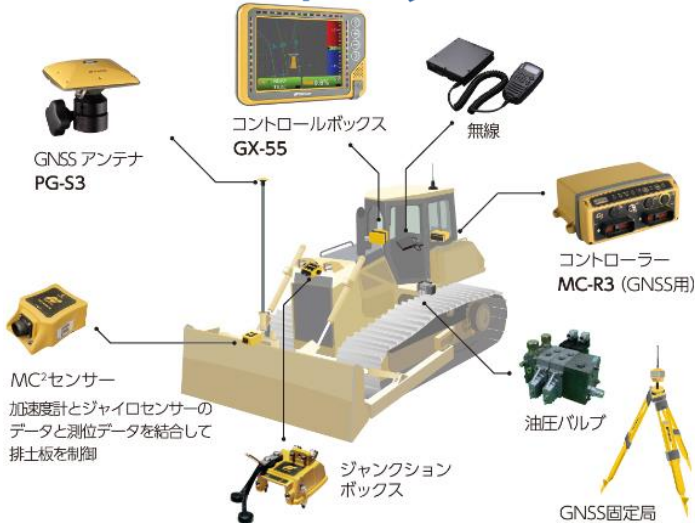 GNSS アンテナ
PG-S3
コントロールボックス
GX-55
無線
コントローラー
MC-R3 (GNSS用)
MC²センサー
加速度計とジャイロセンサーの
データと測位データを結合して
排土板を制御
ジャンクション
ボックス
油圧バルブ
GNSS固定局